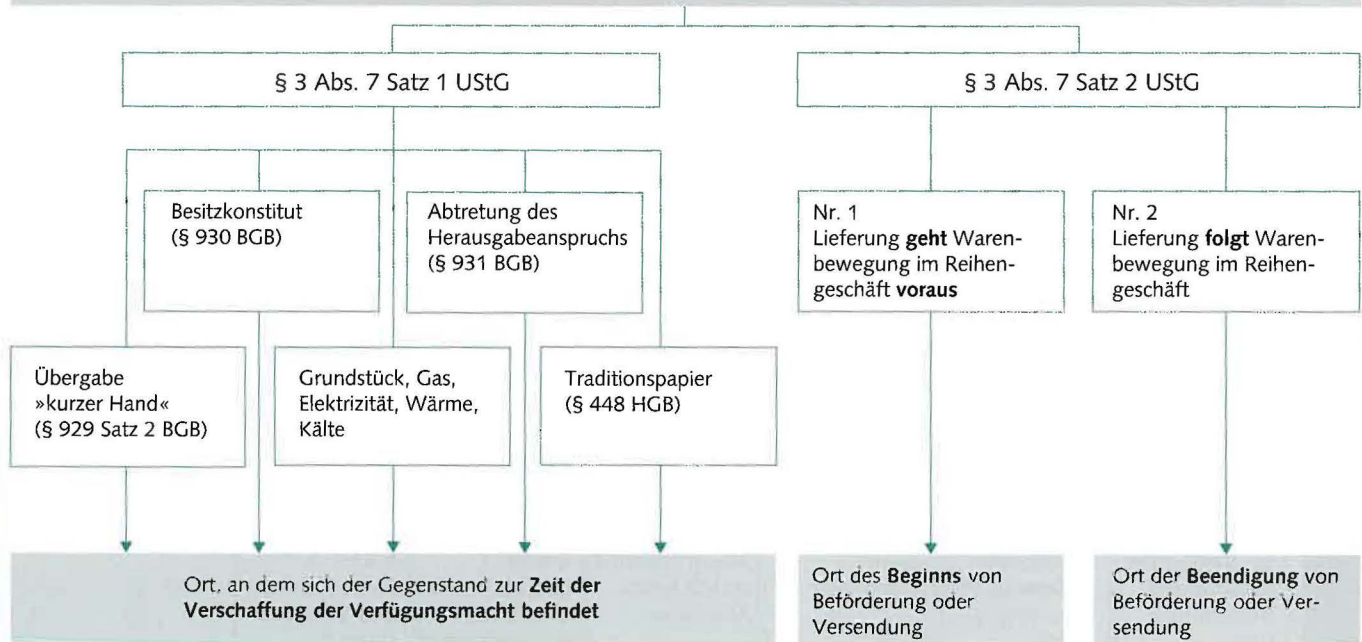 § 3 Abs. 7 Satz 1 UStG
§ 3 Abs. 7 Satz 2 UStG
Besitzkonstitut
(§ 930 BGB)
Abtretung des
Herausgabeanspruchs
(§ 931 BGB)
Nr. 1
Lieferung geht Waren-
bewegung im Reihen-
geschäft voraus
Nr. 2
Lieferung folgt Waren-
bewegung im Reihen-
geschäft
Übergabe
»kurzer Hand«
(§ 929 Satz 2 BGB)
Grundstück, Gas,
Elektrizität, Wärme,
Kälte
Traditionspapier
(§ 448 HGB)
Ort, an dem sich der Gegenstand zur Zeit der
Verschaffung der Verfügungsmacht befindet
Ort des Beginns von
Beförderung oder
Versendung
Ort der Beendigung von
Beförderung oder Ver-
sendung